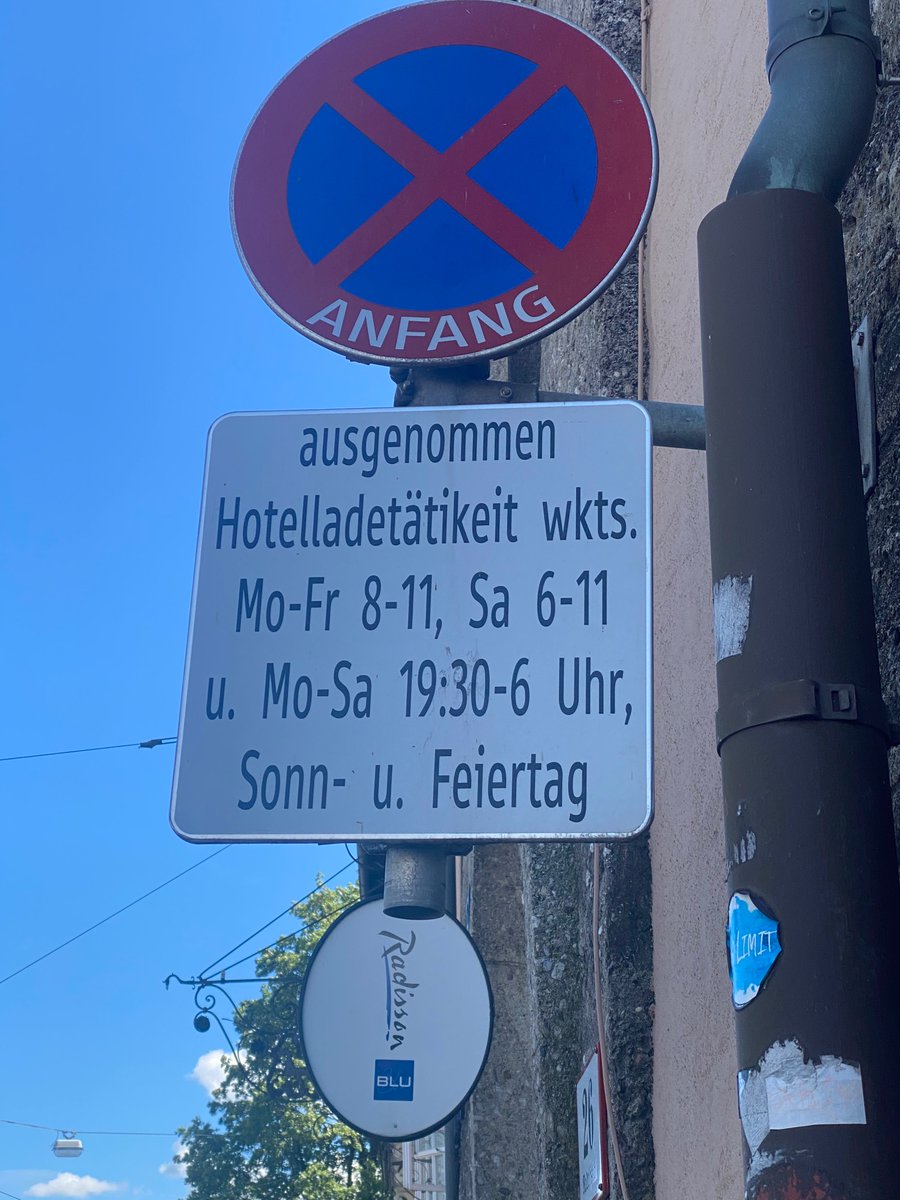 ANFANG
ausgenommen
Hotelladetätikeit wkts.
Mo-Fr 8-11, Sa 6-11
u. Mo-Sa 19:30-6 Uhr,
Sonn- u. Feiertag
Radisson
BLU
LIMIT
26